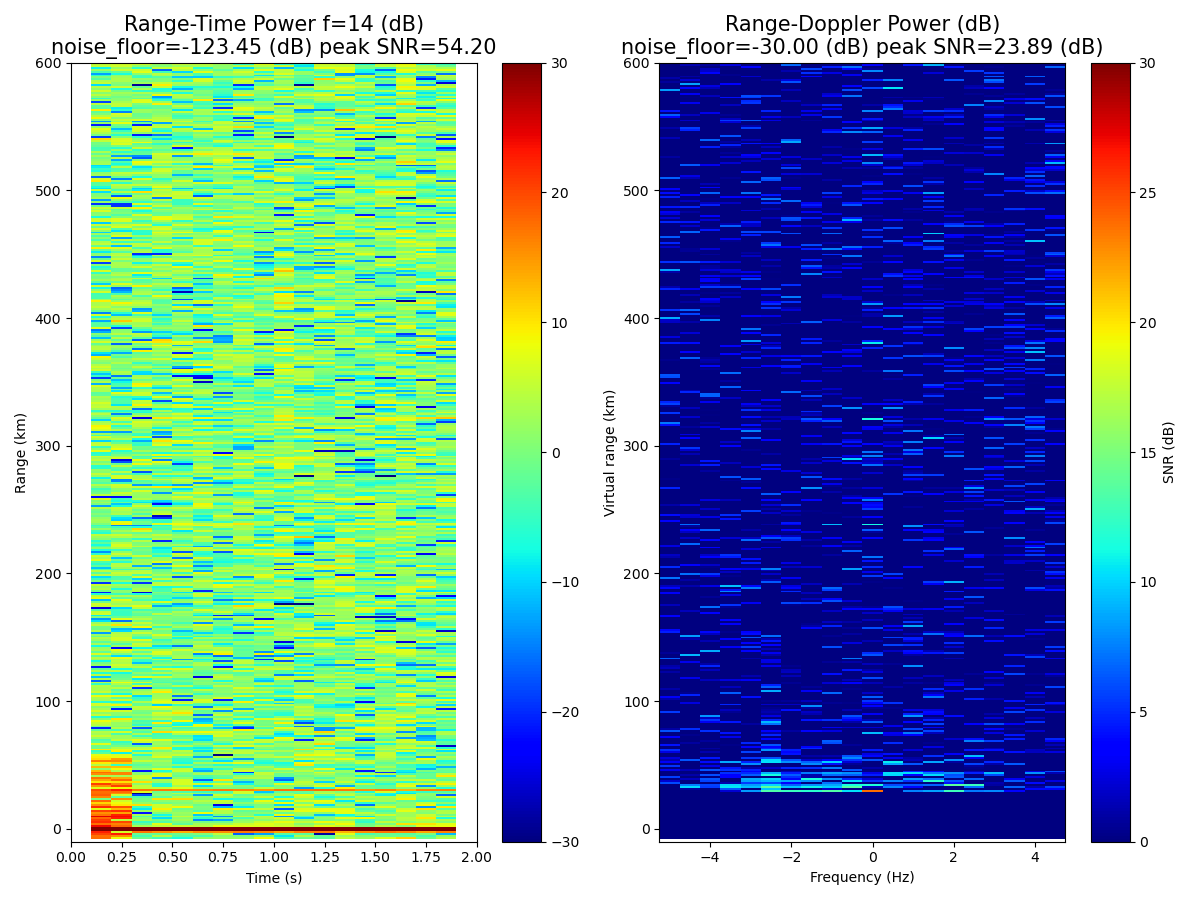 Range-Time Power f=14 (dB)
noise_floor=-123.45 (dB) peak SNR=54.20
Range (km)
600
500
400
300
200
100
0
0.00 0.25 0.50 0.75 1.00 1.25 1.50 1.75 2.00
Time (s)
30
20
10
0
−10
−20
−30
Range-Doppler Power (dB)
noise_floor=-30.00 (dB) peak SNR=23.89 (dB)
Virtual range (km)
600
500
400
300
200
100
0
−4 −2 0 2 4
Frequency (Hz)
30
25
20
15
10
5
0
SNR (dB)